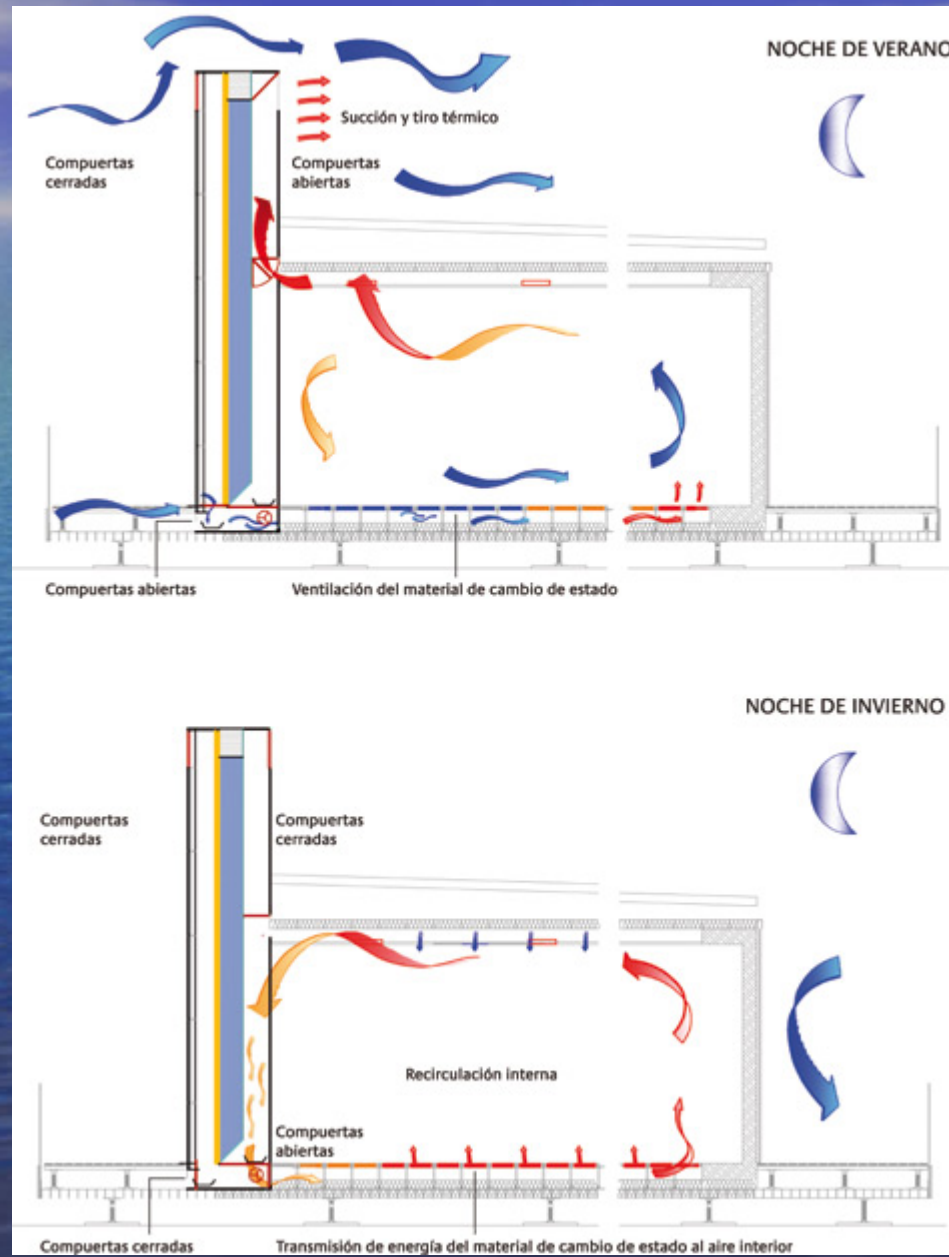 NOCHE DE VERANO
Succión y tiro térmico
Compuertas
cerradas
Compuertas
abiertas
Compuertas abiertas
Ventilación del material de cambio de estado
NOCHE DE INVIERNO
Compuertas
cerradas
Compuertas
cerradas
Recirculación interna
Compuertas
abiertas
Compuertas cerradas
Transmisión de energía del material de cambio de estado al aire interior